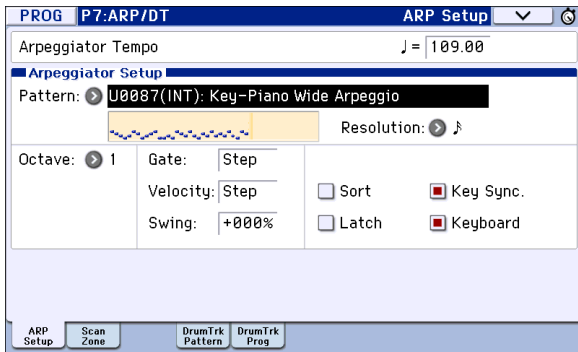 PROG P7:ARP/DT ARP Setup
Arpeggiator Tempo ♩= 109.00
Arpeggiator Setup
Pattern: U0087(INT): Key-Piano Wide Arpeggio
Resolution: ♪
Octave: 1 Gate: Step
Velocity: Step Sort Key Sync.
Swing: +000% Latch Keyboard
ARP Setup Scan Zone DrumTrk Pattern DrumTrk Prog